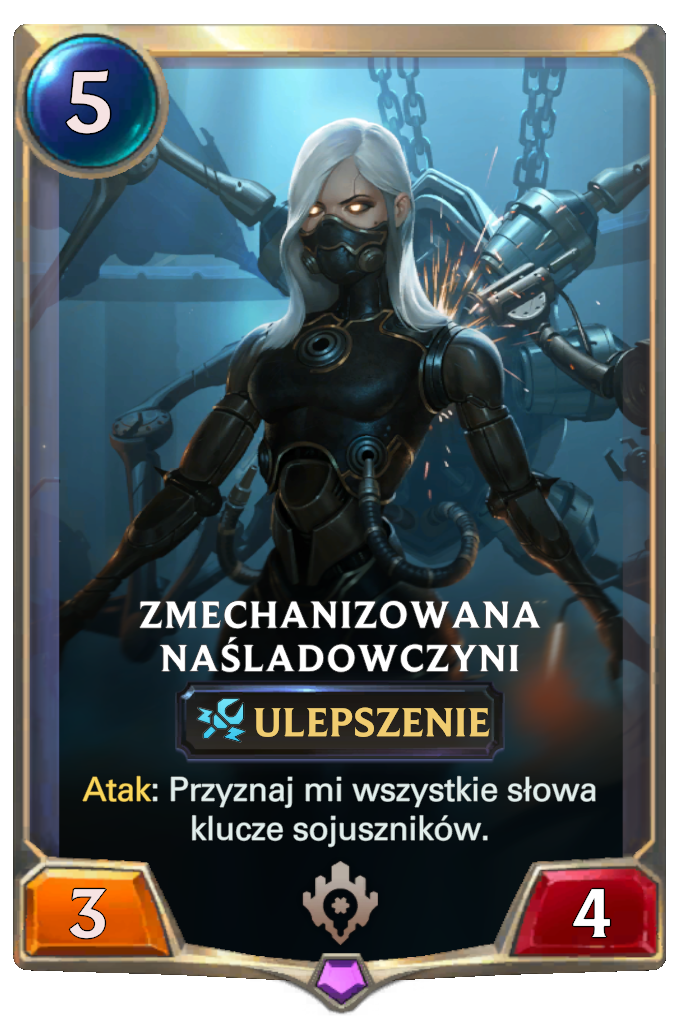 5
ZMECHANIZOWANA
NAŚLADOWCZYNI
ULEPSZENIE
Atak: Przyznaj mi wszystkie słowa
klucze sojuszników.
3
4